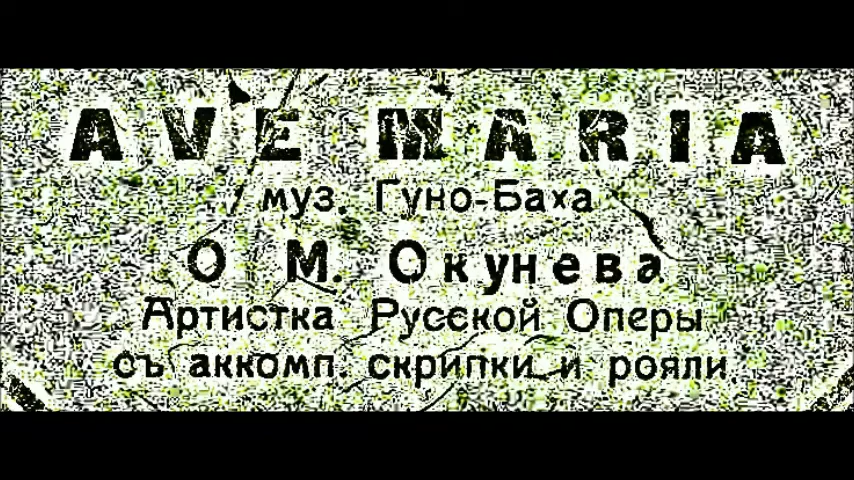 AVE MARIA
муз. Гуно-Баха
О М. Окунева
Артистка Русской Оперы
съ аккомп. скрипки и рояли